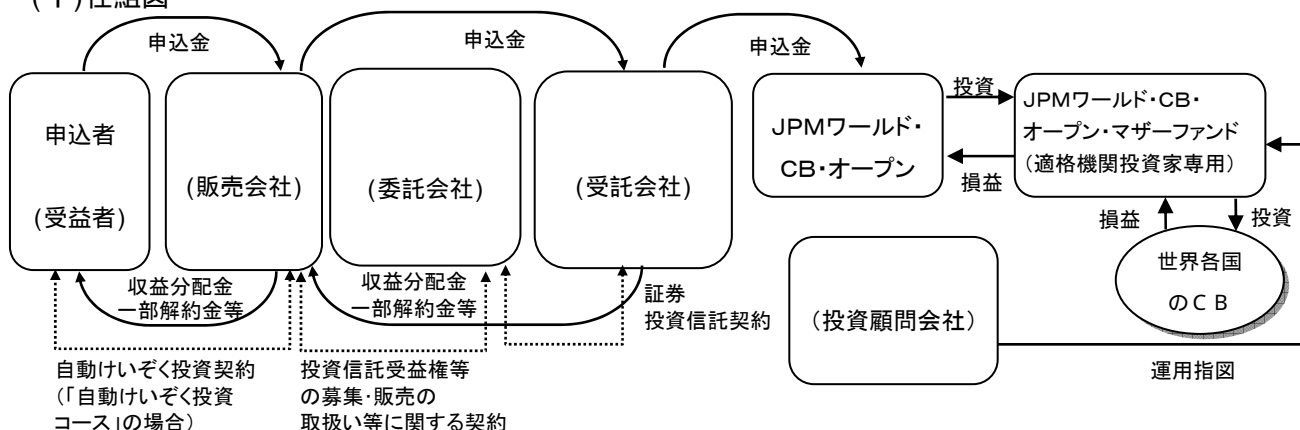 申込金
申込金
申込金
申込者
(受益者)
(販売会社)
(委託会社)
(受託会社)
JPMワールド・
CB・オープン
投資
損益
JPMワールド・CB・
オープン・マザーファンド
(適格機関投資家専用)
損益
投資
世界各国
のCB
収益分配金
一部解約金等
収益分配金
一部解約金等
証券
投資信託契約
(投資顧問会社)
運用指図
自動けいぞく投資契約
(「自動けいぞく投資
コース」の場合)
投資信託受益権等
の募集・販売の
取扱い等に関する契約